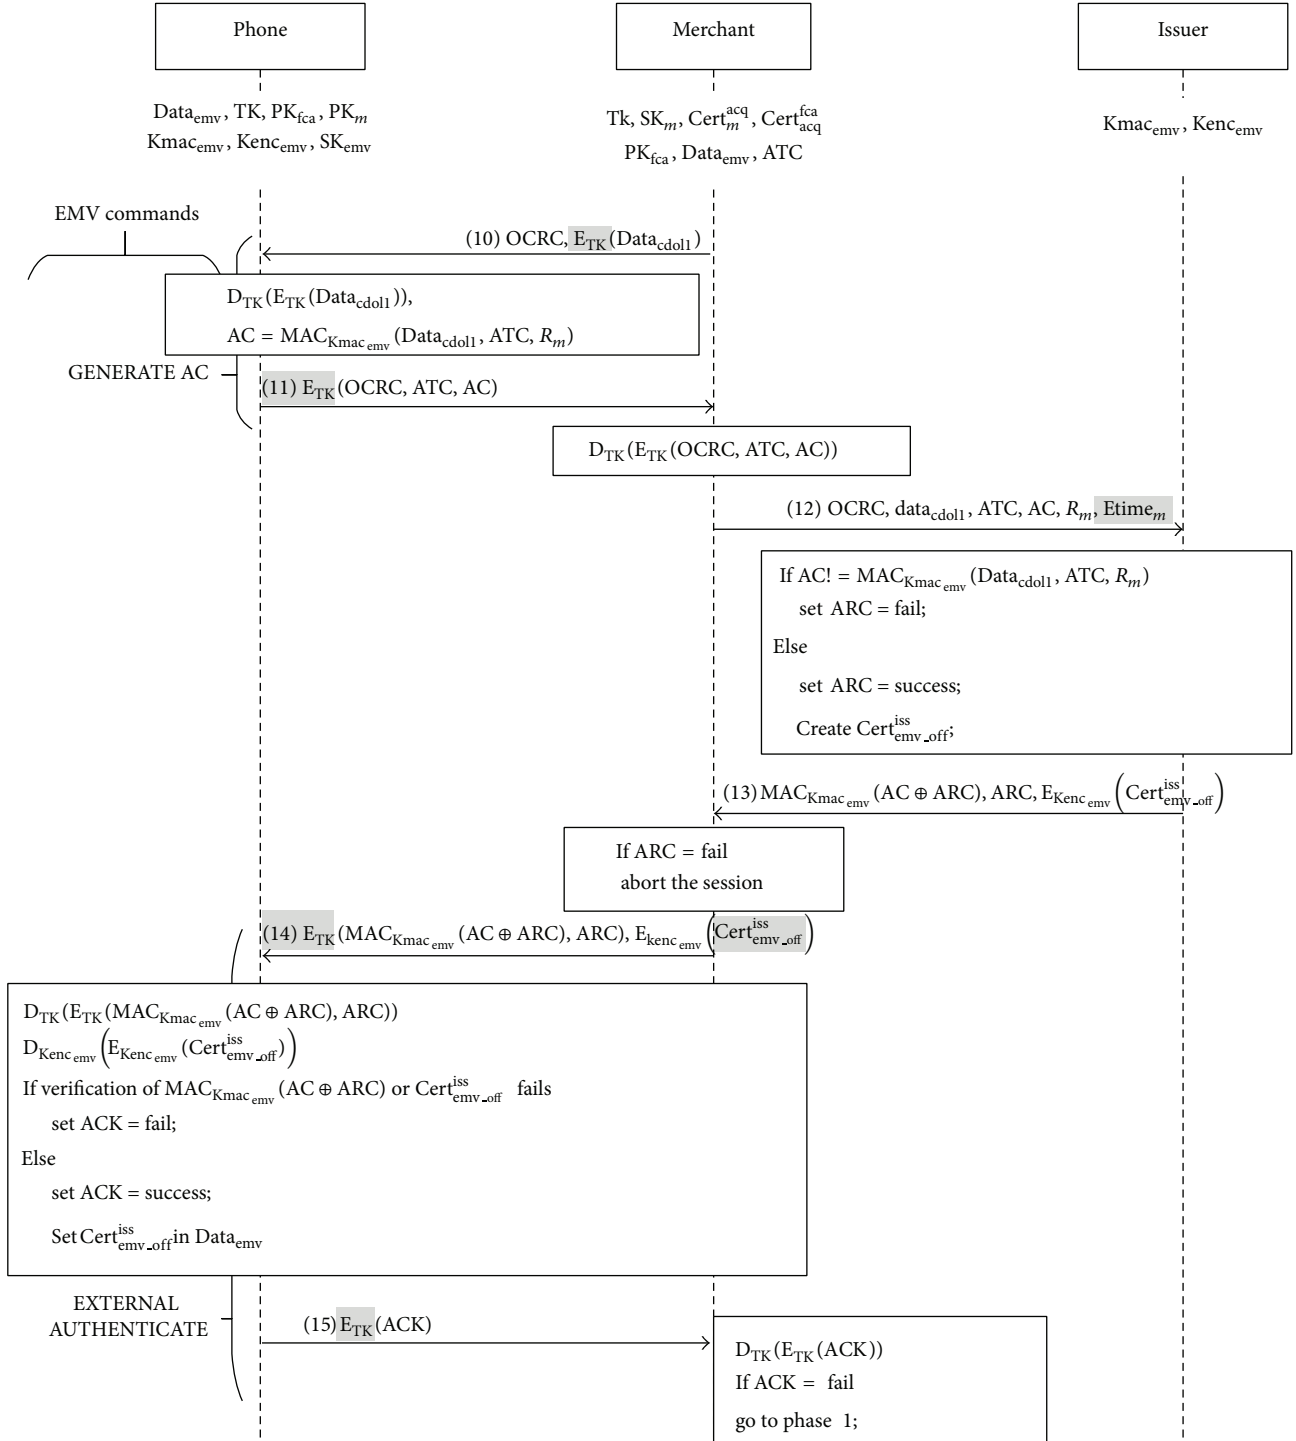 Phone
Merchant
Issuer
Data_emv, TK, PK_fca, PK_m
Kmac_emv, Kenc_emv, SK_emv
Tk, SK_m, Cert_m^acq, Cert_acq^fca
PK_fca, Data_emv, ATC
Kmac_emv, Kenc_emv
EMV commands
(10) OCRC, E_TK(Data_cdol1)
D_TK(E_TK(Data_cdol1)),
AC = MAC_Kmac_emv(Data_cdol1, ATC, R_m)
GENERATE AC
(11) E_TK(OCRC, ATC, AC)
D_TK(E_TK(OCRC, ATC, AC))
(12) OCRC, data_cdol1, ATC, AC, R_m, Etime_m
If AC! = MAC_Kmac_emv(Data_cdol1, ATC, R_m)
set ARC = fail;
Else
set ARC = success;
Create Cert_emv_off^iss;
(13) MAC_Kmac_emv(AC ⊕ ARC), ARC, E_Kenc_emv(Cert_emv_off^iss)
If ARC = fail
abort the session
(14) E_TK(MAC_Kmac_emv(AC ⊕ ARC), ARC), E_kenc_emv(Cert_emv_off^iss)
D_TK(E_TK(MAC_Kmac_emv(AC ⊕ ARC), ARC))
D_Kenc_emv(E_Kenc_emv(Cert_emv_off^iss))
If verification of MAC_Kmac_emv(AC ⊕ ARC) or Cert_emv_off^iss fails
set ACK = fail;
Else
set ACK = success;
Set Cert_emv_off^iss in Data_emv
EXTERNAL
AUTHENTICATE
(15) E_TK(ACK)
D_TK(E_TK(ACK))
If ACK = fail
go to phase 1;